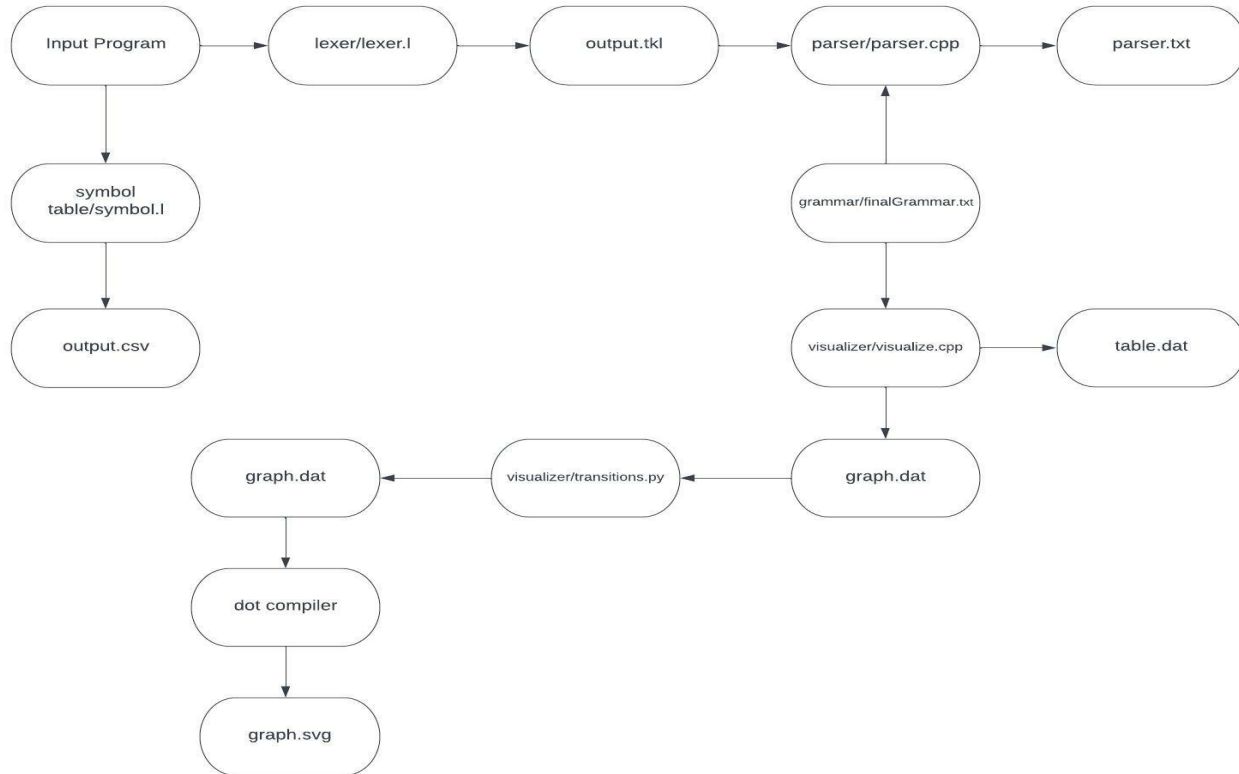 Input Program
lexer/lexer.l
output.tkl
parser/parser.cpp
parser.txt
symbol
table/symbol.l
grammar/finalGrammar.txt
output.csv
visualizer/visualize.cpp
table.dat
graph.dat
visualizer/transitions.py
graph.dat
dot compiler
graph.svg